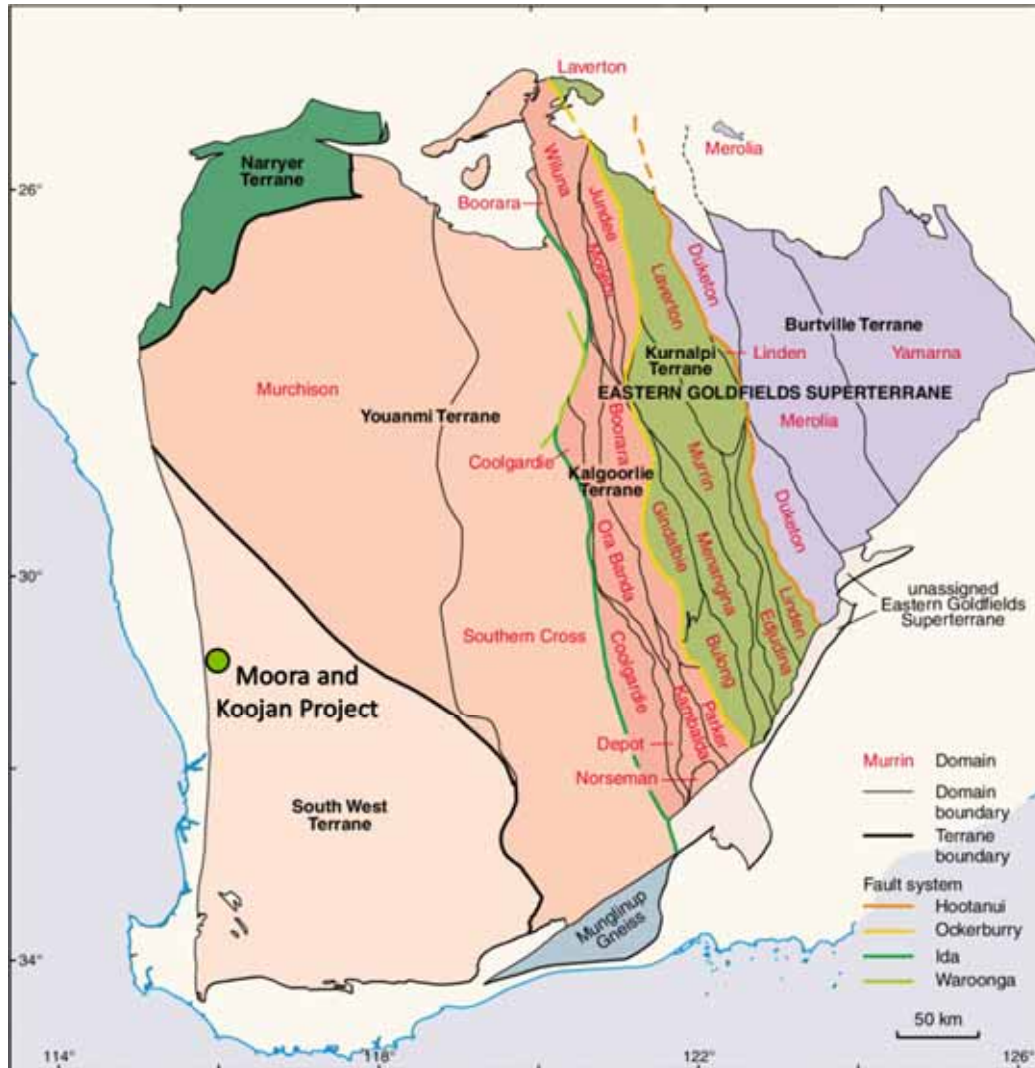 Laverton
Narryer
Terrane
Merolia
26°
Boorara
Wiluna
Jundee
Moilers
Duketon
Laverton
Burtville Terrane
Kurnalpi
Terrane
Linden
Yamarna
EASTERN GOLDFIELDS SUPERTERRANE
Murchison
Youanmi Terrane
Boorara
Merolia
Coolgardie
Kalgoorlie
Terrane
Murrin
Gindalbie
Duketon
Ora Banda
Menangina
30°
unassigned
Eastern Goldfields
Superterrane
Linden
Edjudina
Southern Cross
Coolgardie
Bulong
Moora and
Koojan Project
Parker
Kambalda
Depot
Norseman
South West
Terrane
Munglinup
Gneiss
34°
Murrin Domain
Domain
boundary
Terrane
boundary
Fault system
Hootanui
Ockerburry
Ida
Waroonga
50 km
114°
118°
122°
126°